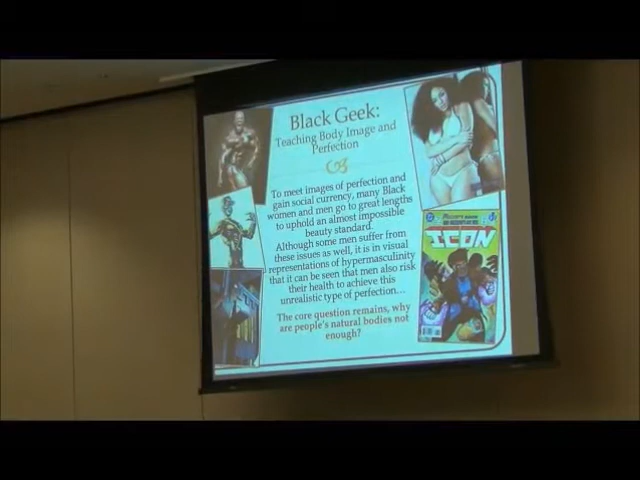 Black Geek:
Teaching Body Image and
Perfection
To meet images of perfection and
gain social currency, many Black
women and men go to great lengths
to uphold an almost impossible
beauty standard.
Although some men suffer from
these issues as well, it is in visual
representations of hypermasculinity
that it can be seen that men also risk
their health to achieve this
unrealistic type of perfection…
The core question remains, why
are people's natural bodies not
enough?
ICON